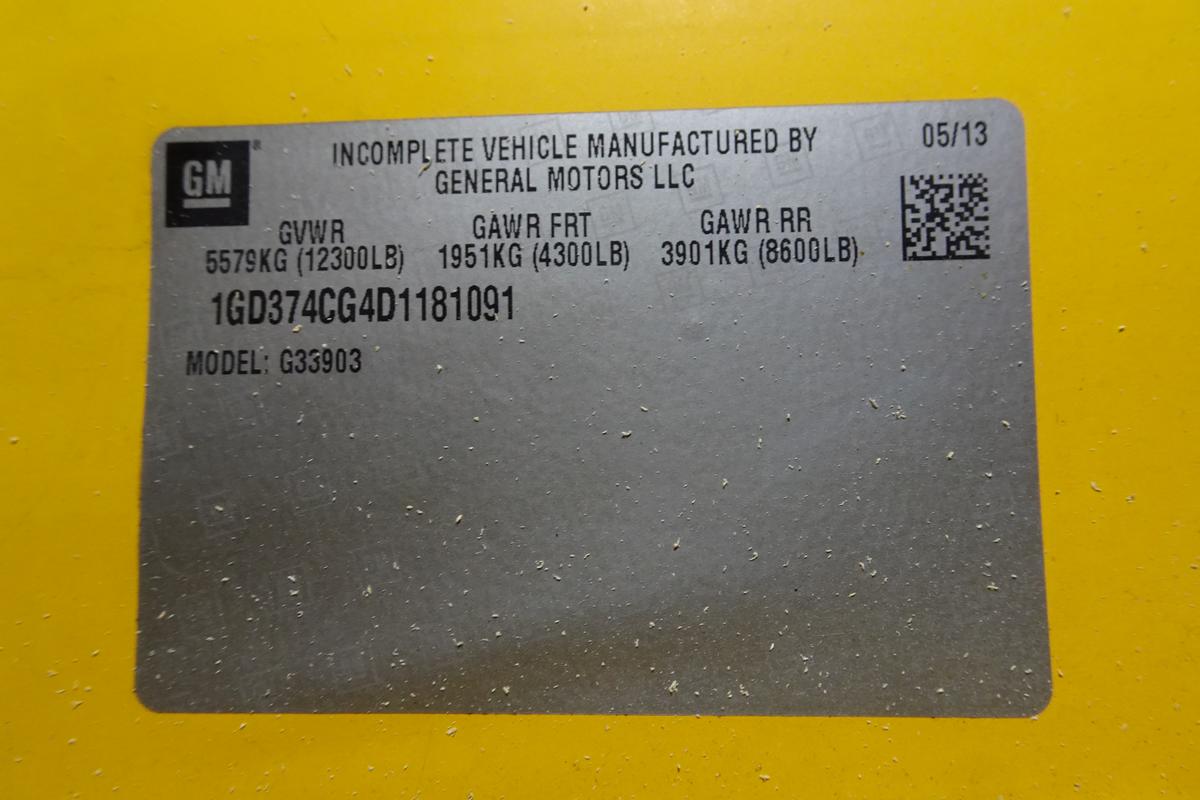 GM®
INCOMPLETE VEHICLE MANUFACTURED BY
05/13
GENERAL MOTORS LLC
GVWR GAWR FRT GAWR RR
5579KG (12300LB) 1951KG (4300LB) 3901KG (8600LB)
1GD374CG4D1181091
MODEL: G33903